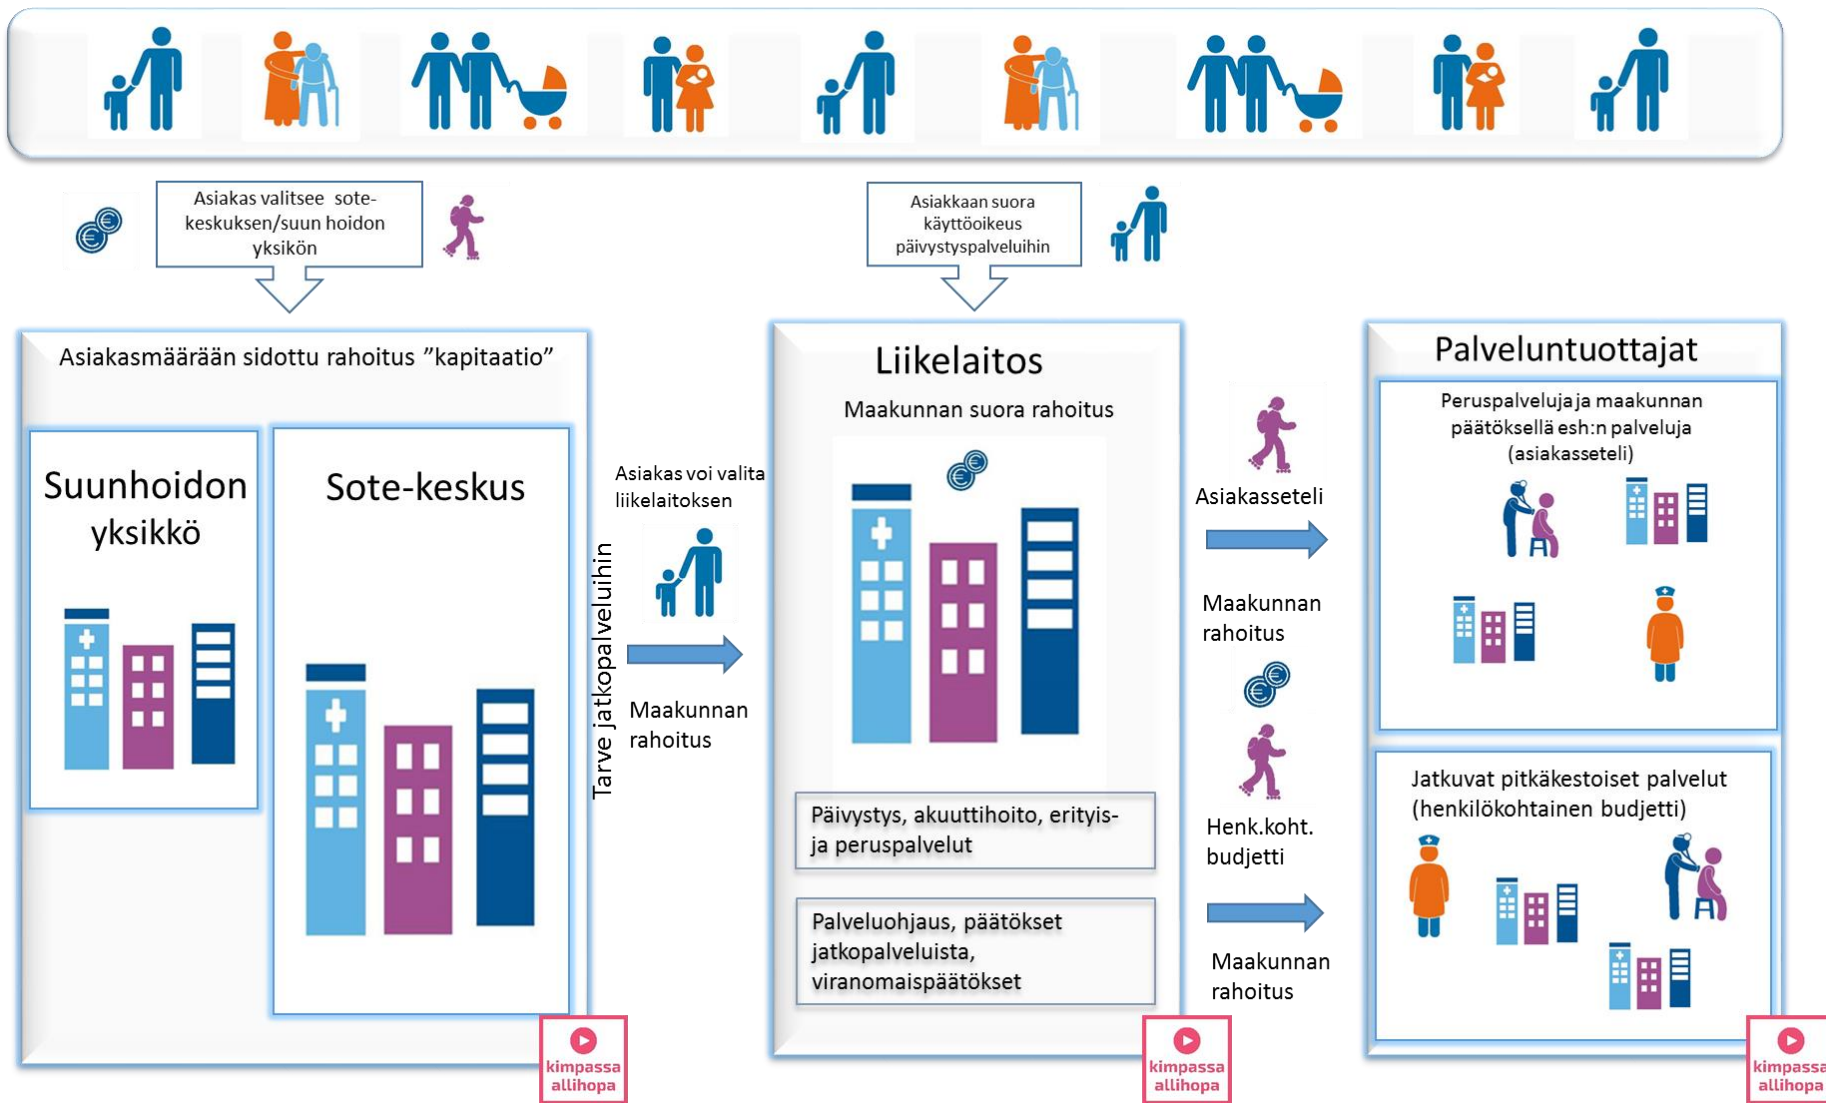 Asiakas valitsee sote-
keskuksen/suun hoidon
yksikön
Asiakkaan suora
käyttöoikeus
päivystyspalveluihin
Asiakasmäärään sidottu rahoitus ”kapitaatio”
Suunhoidon
yksikkö
Sote-keskus
Tarve jatkopalveluihin
Asiakas voi valita
liikelaitoksen
Maakunnan
rahoitus
Liikelaitos
Maakunnan suora rahoitus
Päivystys, akuuttihoito, erityis-
ja peruspalvelut
Palveluohjaus, päätökset
jatkopalveluista,
viranomaispäätökset
Asiakasseteli
Maakunnan
rahoitus
Henk.koht.
budjetti
Maakunnan
rahoitus
Palveluntuottajat
Peruspalveluja ja maakunnan
päätöksellä esh:n palveluja
(asiakasseteli)
Jatkuvat pitkäkestoiset palvelut
(henkilökohtainen budjetti)
kimpassa
allihopa
kimpassa
allihopa
kimpassa
allihopa